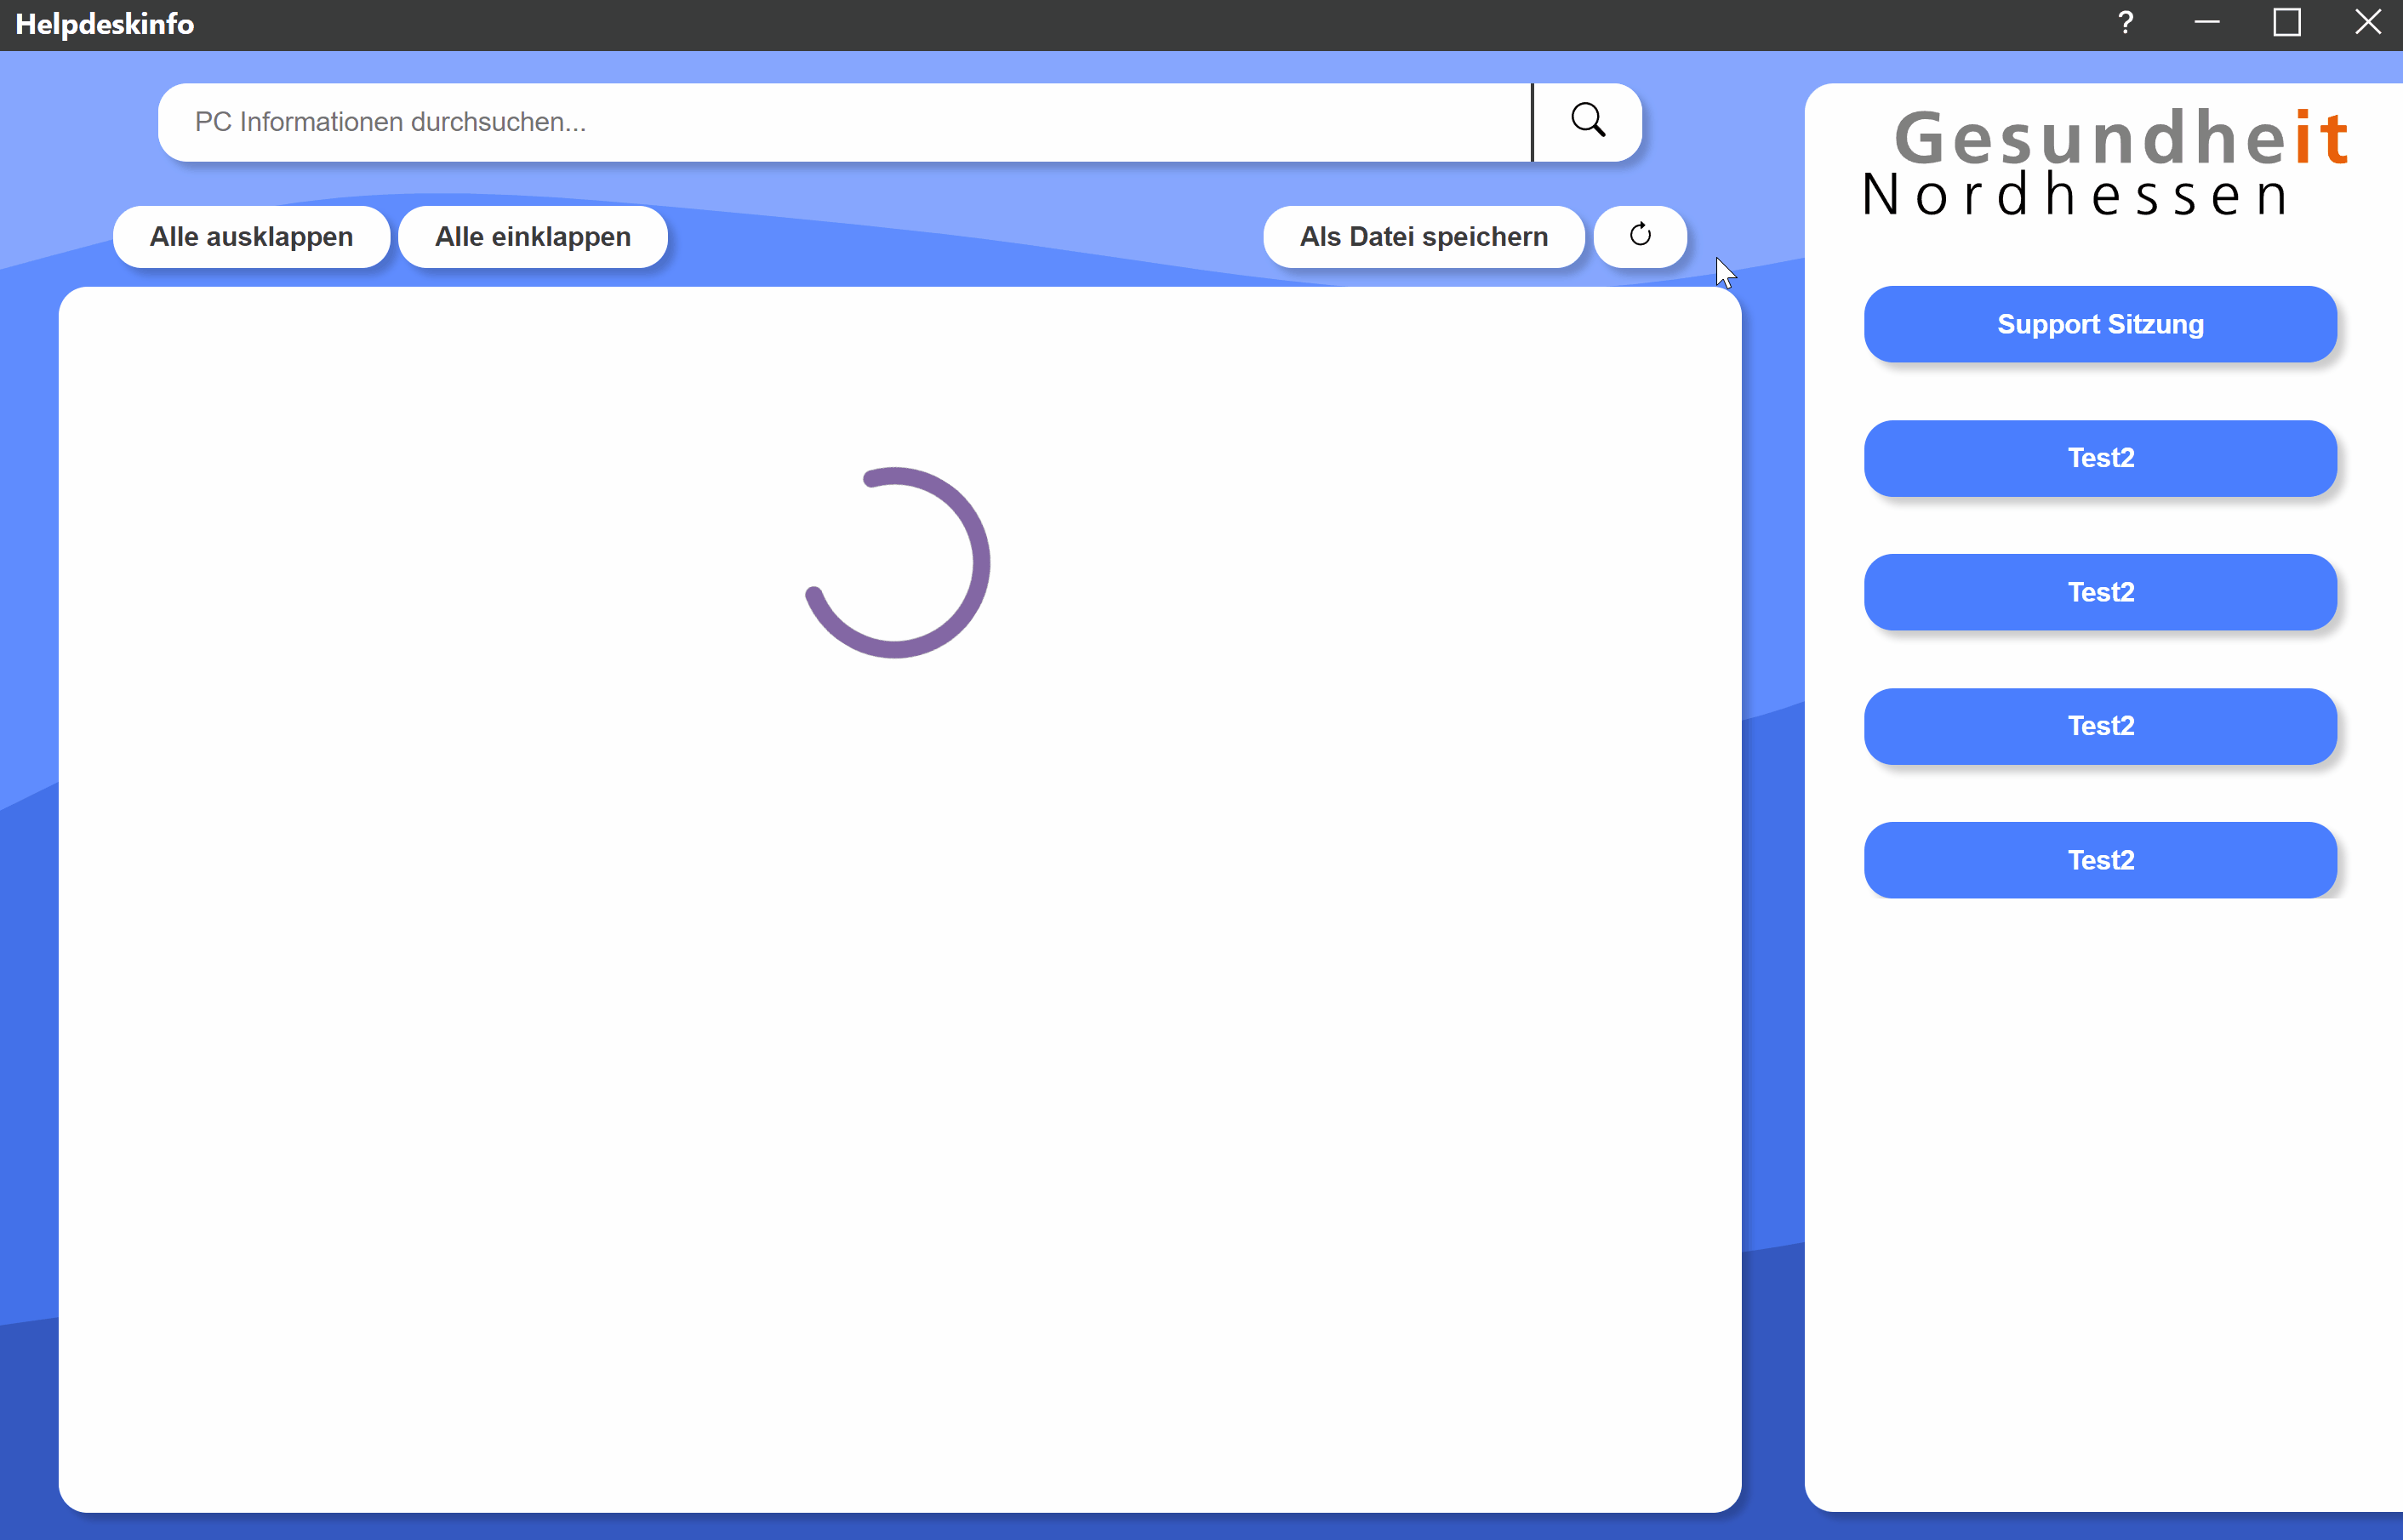 Helpdeskinfo
?
PC Informationen durchsuchen...
Alle ausklappen
Alle einklappen
Als Datei speichern
Gesundheit
Nordhessen
Support Sitzung
Test2
Test2
Test2
Test2